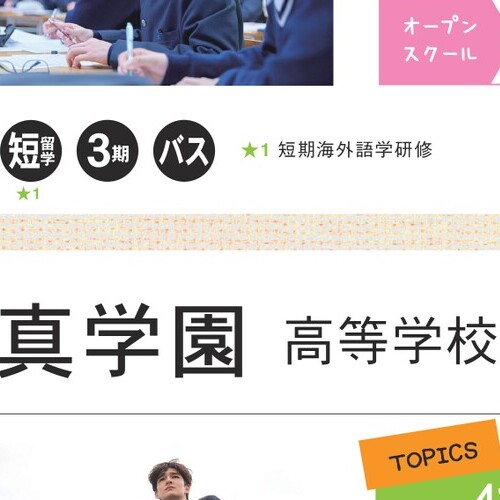 オープン
スクール
短留学 3期 バス ★1 短期海外語学研修
★1
真学園 高等学校
TOPICS